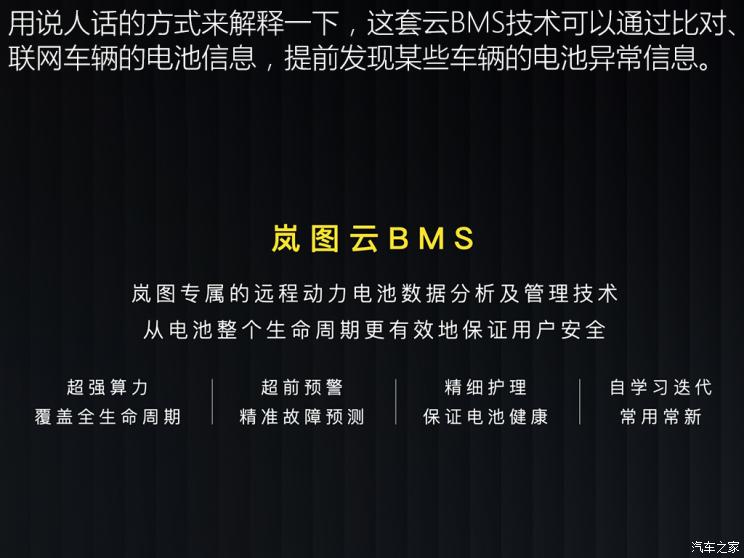 用说人话的方式来解释一下，这套云BMS技术可以通过比对、
联网车辆的电池信息，提前发现某些车辆的电池异常信息。
岚图云BMS
岚图专属的远程动力电池数据分析及管理技术
从电池整个生命周期更有效地保证用户安全
超强算力
覆盖全生命周期
超前预警
精准故障预测
精细护理
保证电池健康
自学习迭代
常用常新
汽车之家